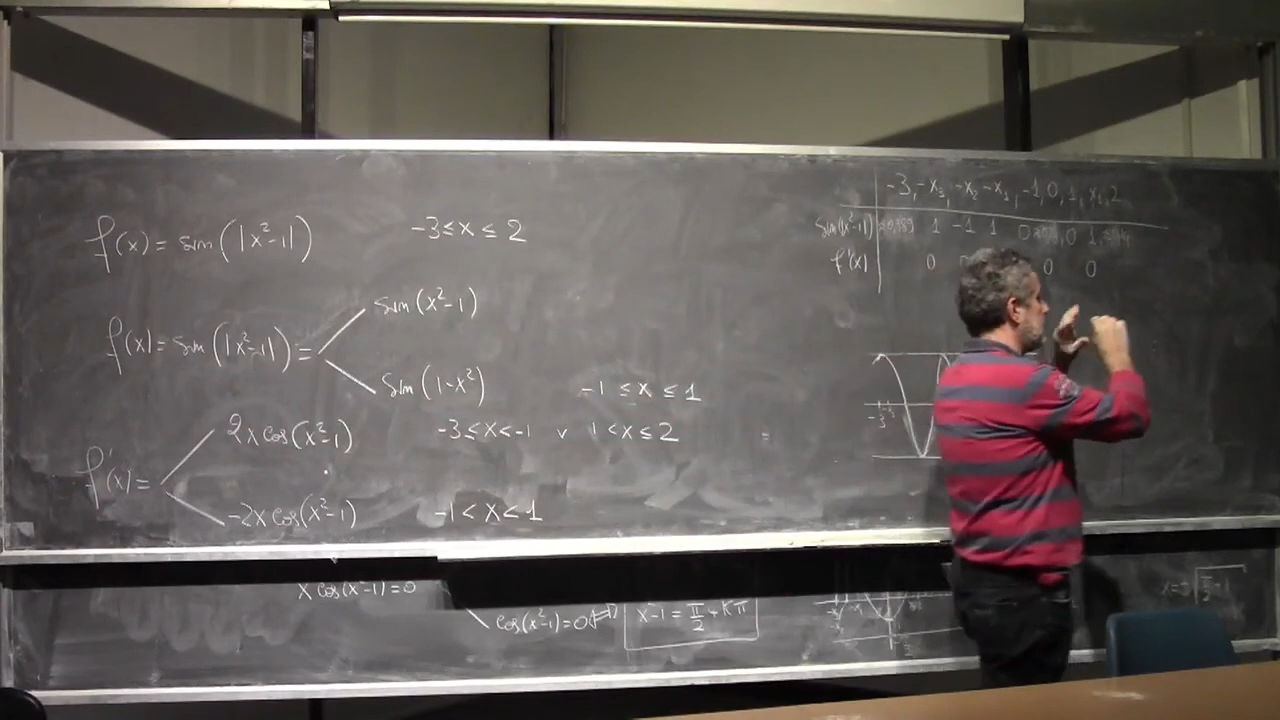 f(x) = sin(|x²-1|) -3≤x≤2
f(x) = sin(|x²-1|) =
sin(x²-1)
sin(1-x²) -1≤x≤1
f'(x) =
2x cos(x²-1) -3≤x<-1 v 1<x≤2
-2x cos(x²-1) -1<x<1
x cos(x²-1)=0
cos(x²-1)=0 ⟺ x²-1 = π/2 + kπ
-3, -x₃, -x₂ -x₁, -1, 0, 1, x₁, 2
sin(|x²-1|) 1 -1 1 0 0 1,
f'(x) 0 0 0
-3